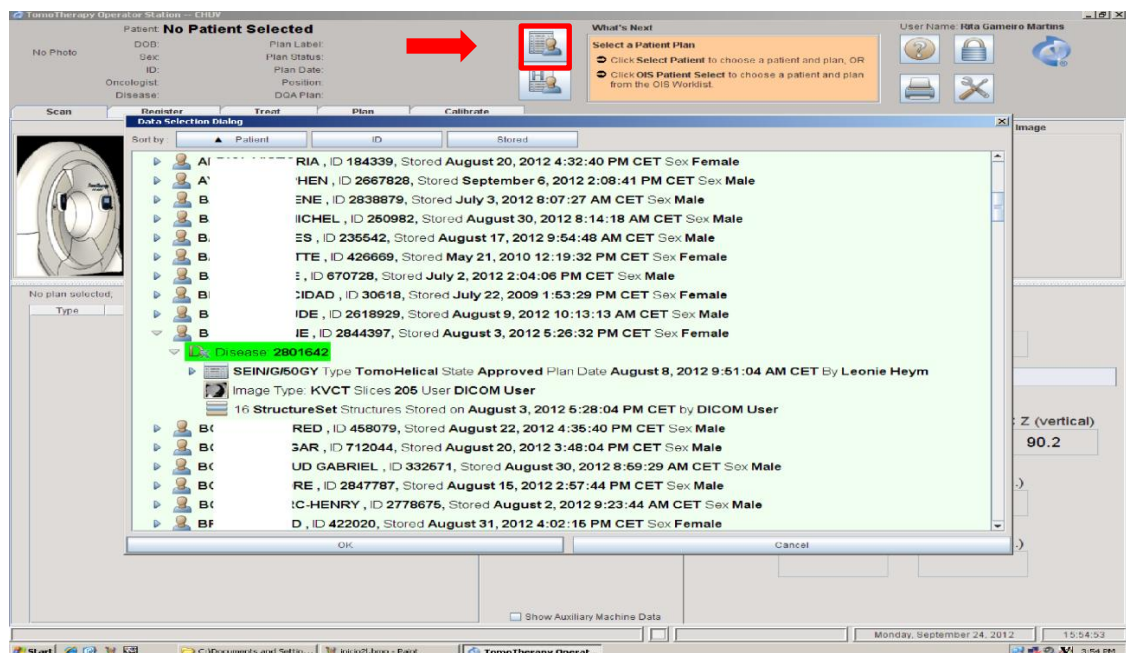 TomoTherapy Operator Station -- CHUV
Patient: No Patient Selected
No Photo
DOB:
Sex:
ID:
Oncologist:
Disease:
Plan Label:
Plan Status:
Plan Date:
Position:
DQA Plan:
What's Next
Select a Patient Plan
Click Select Patient to choose a patient and plan, OR
Click OIS Patient Select to choose a patient and plan
from the OIS Worklist.
User Name: Rita Gameiro Martins
Scan Register Treat Plan Calibrate
Data Selection Dialog
Image
Sort by: Patient ID Stored
RIA , ID 184339, Stored August 20, 2012 4:32:40 PM CET Sex Female
HEN , ID 2667828, Stored September 6, 2012 2:08:41 PM CET Sex Male
B ENE , ID 2838879, Stored July 3, 2012 8:07:27 AM CET Sex Male
B ICHEL , ID 250982, Stored August 30, 2012 8:14:18 AM CET Sex Male
B ES , ID 235542, Stored August 17, 2012 9:54:48 AM CET Sex Male
B TTE , ID 426669, Stored May 21, 2010 12:19:32 PM CET Sex Female
B E , ID 670728, Stored July 2, 2012 2:04:06 PM CET Sex Male
B CIDAD , ID 30618, Stored July 22, 2009 1:53:29 PM CET Sex Female
B DE , ID 2618929, Stored August 9, 2012 10:13:13 AM CET Sex Male
B IE , ID 2844397, Stored August 3, 2012 5:26:32 PM CET Sex Female
Disease: 2801642
SEIN/G/50GY Type TomoHelical State Approved Plan Date August 8, 2012 9:51:04 AM CET By Leonie Heym
Image Type: KVCT Slices 205 User DICOM User
16 StructureSet Structures Stored on August 3, 2012 5:28:04 PM CET by DICOM User
RED , ID 458079, Stored August 22, 2012 4:35:40 PM CET Sex Male
GAR , ID 712044, Stored August 20, 2012 3:48:04 PM CET Sex Male
UD GABRIEL , ID 332571, Stored August 30, 2012 8:59:29 AM CET Sex Male
RE , ID 2847787, Stored August 15, 2012 2:57:44 PM CET Sex Male
RC-HENRY , ID 2778675, Stored August 2, 2012 9:23:44 AM CET Sex Male
BF D , ID 422020, Stored August 31, 2012 4:02:15 PM CET Sex Female
OK Cancel
No plan selected,
Type
Z (vertical)
90.2
Show Auxiliary Machine Data
Monday, September 24, 2012 15:54:53
Start C:\Documents and Settin... inicio2l.bmp - Paint TomoTherapy Operat... 3:54 PM